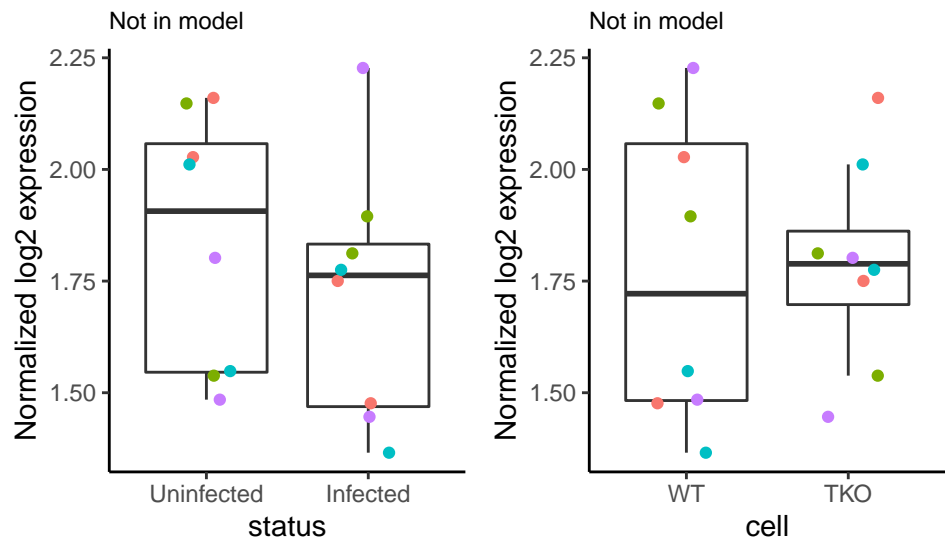 Not in model
Normalized log2 expression
2.25
2.00
1.75
1.50
Uninfected
Infected
status
Not in model
Normalized log2 expression
2.25
2.00
1.75
1.50
WT
TKO
cell